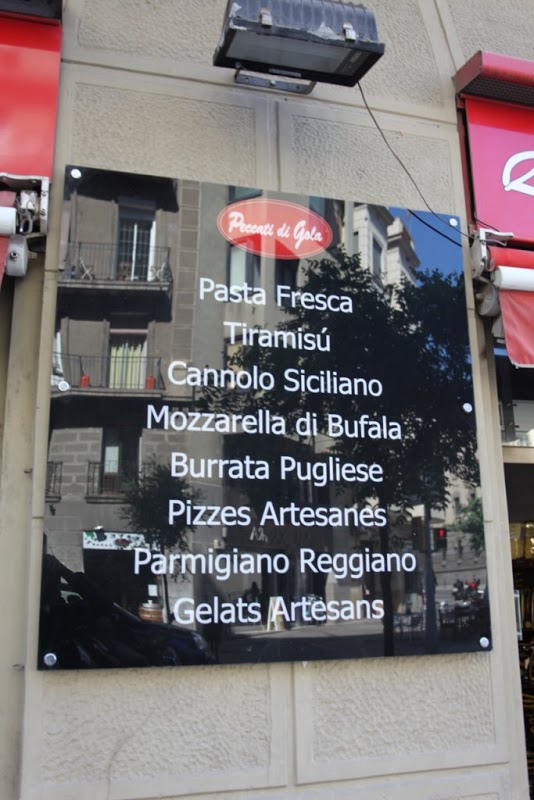 Peccati di Gola
Pasta Fresca
Tiramisú
Cannolo Siciliano
Mozzarella di Bufala
Burrata Pugliese
Pizzes Artesanes
Parmigiano Reggiano
Gelats Artesans